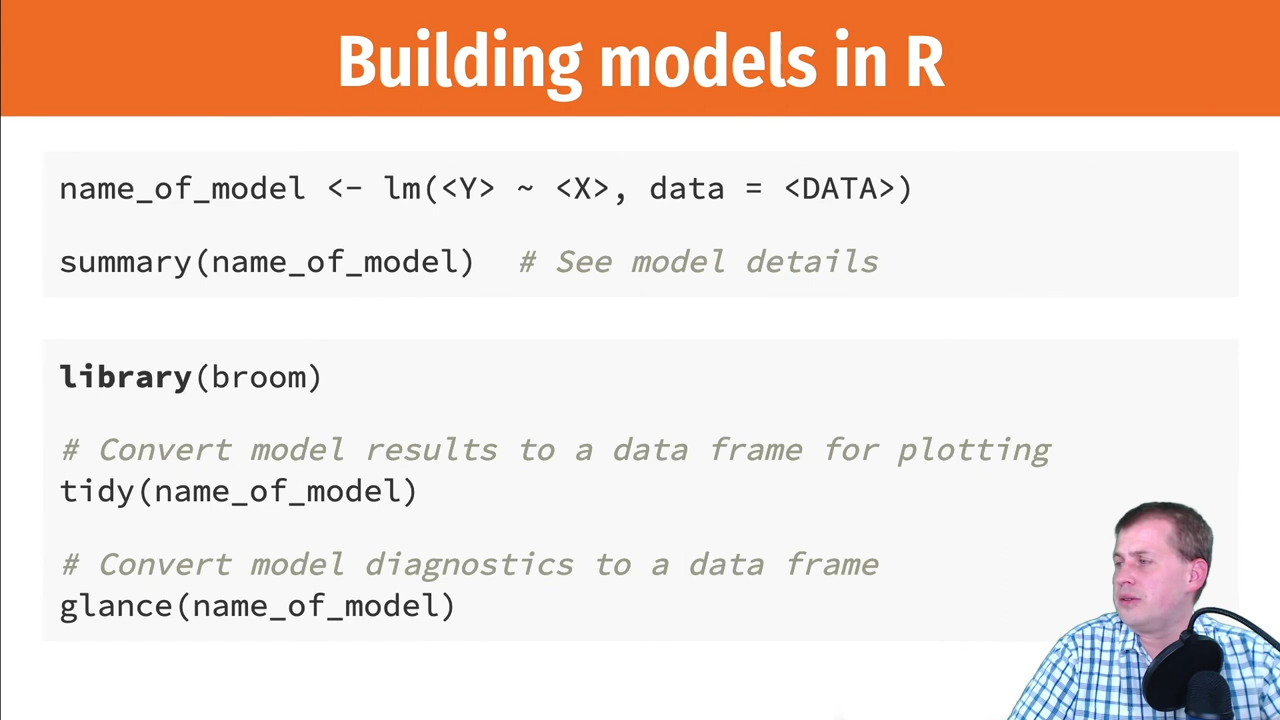 Building models in R
name_of_model <- lm(<Y> ~ <X>, data = <DATA>)
summary(name_of_model)  # See model details
library(broom)
# Convert model results to a data frame for plotting
tidy(name_of_model)
# Convert model diagnostics to a data frame
glance(name_of_model)